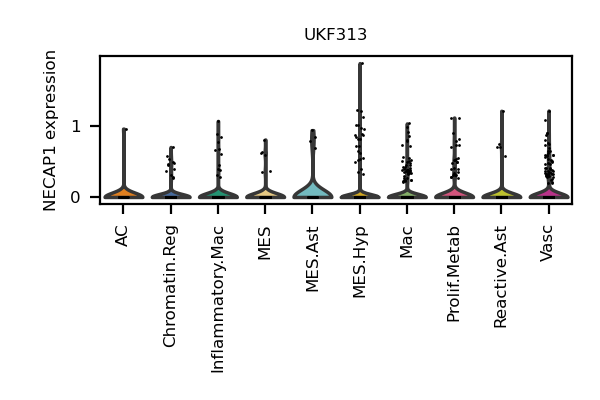 UKF313
NECAP1 expression
1
0
AC
Chromatin.Reg
Inflammatory.Mac
MES
MES.Ast
MES.Hyp
Mac
Prolif.Metab
Reactive.Ast
Vasc